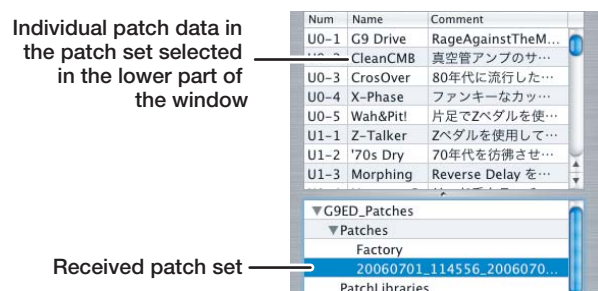 Individual patch data in
the patch set selected
in the lower part of
the window
Num Name Comment
U0-1 G9 Drive RageAgainstTheM...
CleanCMB 真空管アンプのサ…
U0-3 CrosOver 80年代に流行した…
U0-4 X-Phase ファンキーなカッ…
U0-5 Wah&Pit! 片足でZペダルを使…
U1-1 Z-Talker Zペダルを使用して…
U1-2 '70s Dry 70年代を彷彿させ…
U1-3 Morphing Reverse Delay を…
▼G9ED_Patches
▼Patches
Factory
Received patch set
20060701_114556_2006070...
PatchLibraries